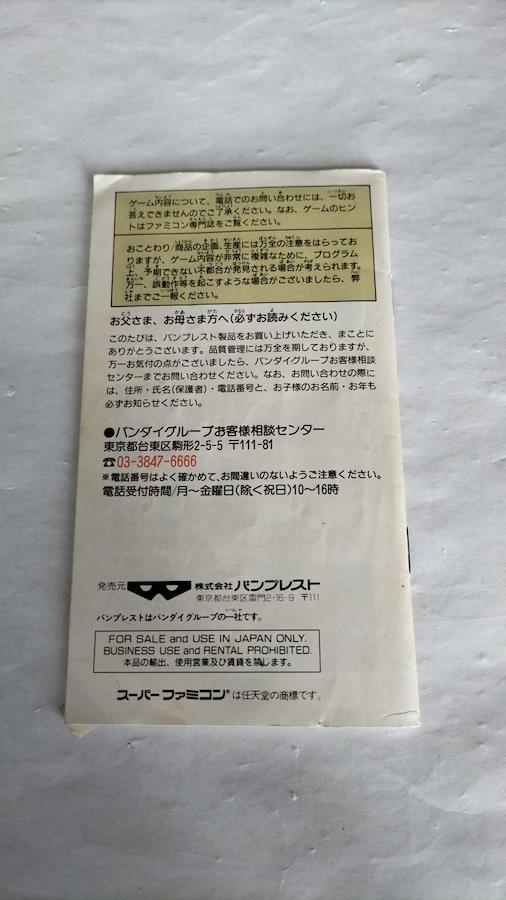 ゲーム内容について、電話でのお問い合わせには、一切お
答えできませんのでご了承ください。なお、ゲームのヒン
トはファミコン専門誌をご覧ください。
おことわり/商品の企画、生産には万全の注意をはらってお
りますが、ゲーム内容が非常に複雑なために、プログラム
上、予期できない不都合が発見される場合が考えられます。
万一、誤動作等を起こすような場合がございましたら、弊
社までご一報ください。
お父さま、お母さま方へ(必ずお読みください)
このたびは、バンプレスト製品をお買い上げいただき、まことに
ありがとうございます。品質管理には万全を期しておりますが、
万一お気付の点がございましたら、バンダイグループお客様相談
センターまでお問い合わせください。なお、お問い合わせの際に
は、住所・氏名(保護者)・電話番号と、お子様のお名前・お年も
必ずお知らせください。
●バンダイグループお客様相談センター
東京都台東区駒形2-5-5 〒111-81
☎03-3847-6666
※電話番号はよく確かめて、お間違いのないようご注意ください。
電話受付時間/月〜金曜日(除く祝日)10〜16時
発売元 株式会社 バンプレスト
東京都台東区雷門2-16-9 〒111
バンプレストはバンダイグループの一社です。
FOR SALE and USE IN JAPAN ONLY.
BUSINESS USE and RENTAL PROHIBITED.
本品の輸出、使用営業及び賃貸を禁じます。
スーパーファミコン®は任天堂の商標です。